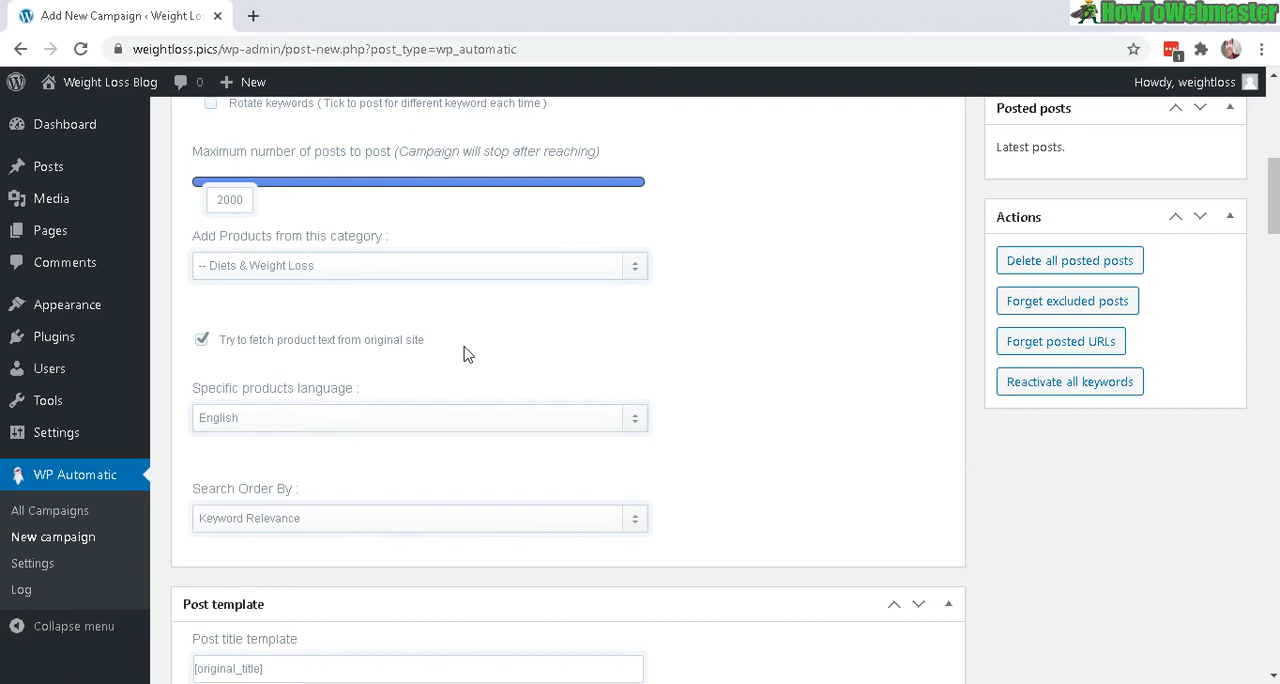 Add New Campaign ‹ Weight Lo
HowToWebmaster
weightloss.pics/wp-admin/post-new.php?post_type=wp_automatic
1
Weight Loss Blog 0 New Howdy, weightloss
Dashboard
Posts
Media
Pages
Comments
Appearance
Plugins
Users
Tools
Settings
WP Automatic
All Campaigns
New campaign
Settings
Log
Collapse menu
Rotate keywords ( Tick to post for different keyword each time )
Maximum number of posts to post (Campaign will stop after reaching)
2000
Add Products from this category :
-- Diets & Weight Loss
Try to fetch product text from original site
Specific products language :
English
Search Order By :
Keyword Relevance
Post template
Post title template
[original_title]
Posted posts
Latest posts.
Actions
Delete all posted posts
Forget excluded posts
Forget posted URLs
Reactivate all keywords